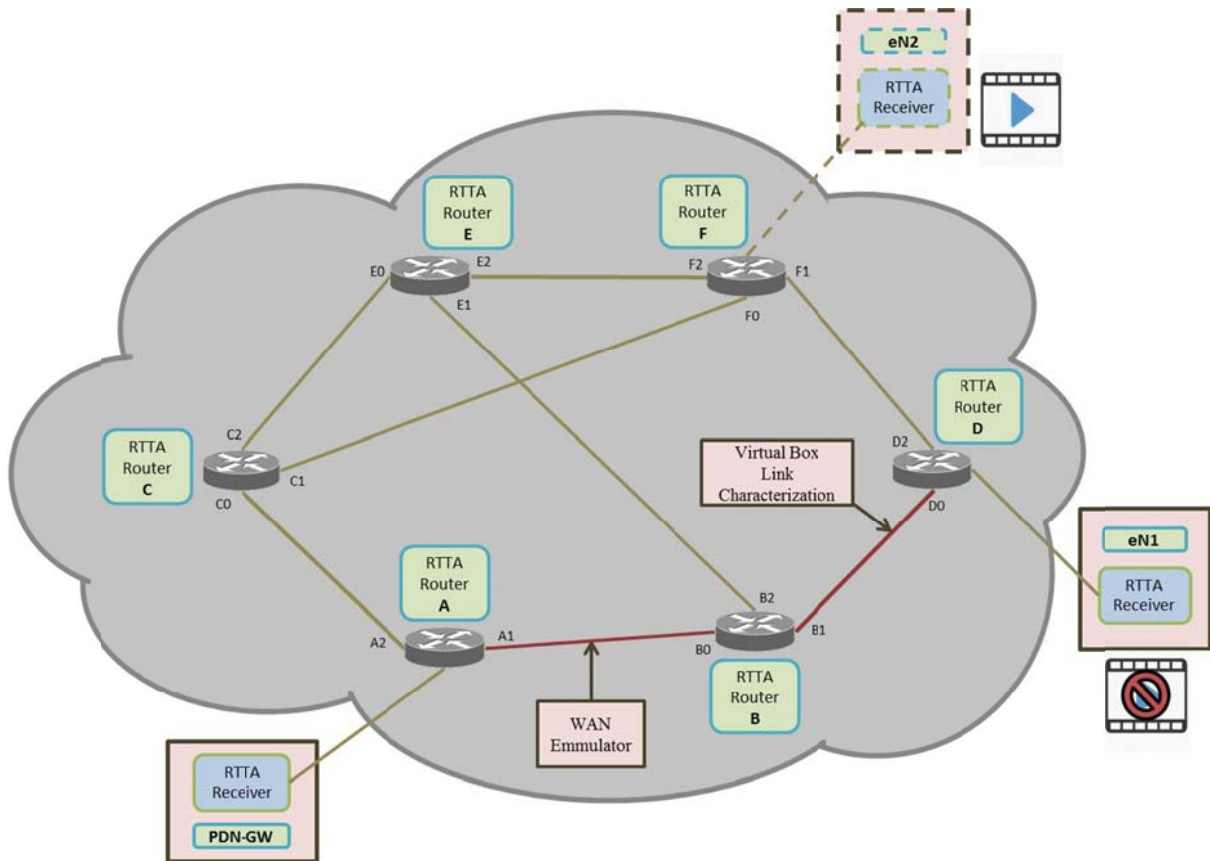 eN2
RTTA
Receiver
RTTA
Router
E
RTTA
Router
F
E0
E2
F2
F1
E1
F0
RTTA
Router
D
C2
RTTA
Router
C
C1
C0
Virtual Box
Link
Characterization
D2
D0
eN1
RTTA
Receiver
RTTA
Router
A
A2
A1
B2
B0
B1
RTTA
Router
B
WAN
Emmulator
RTTA
Receiver
PDN-GW